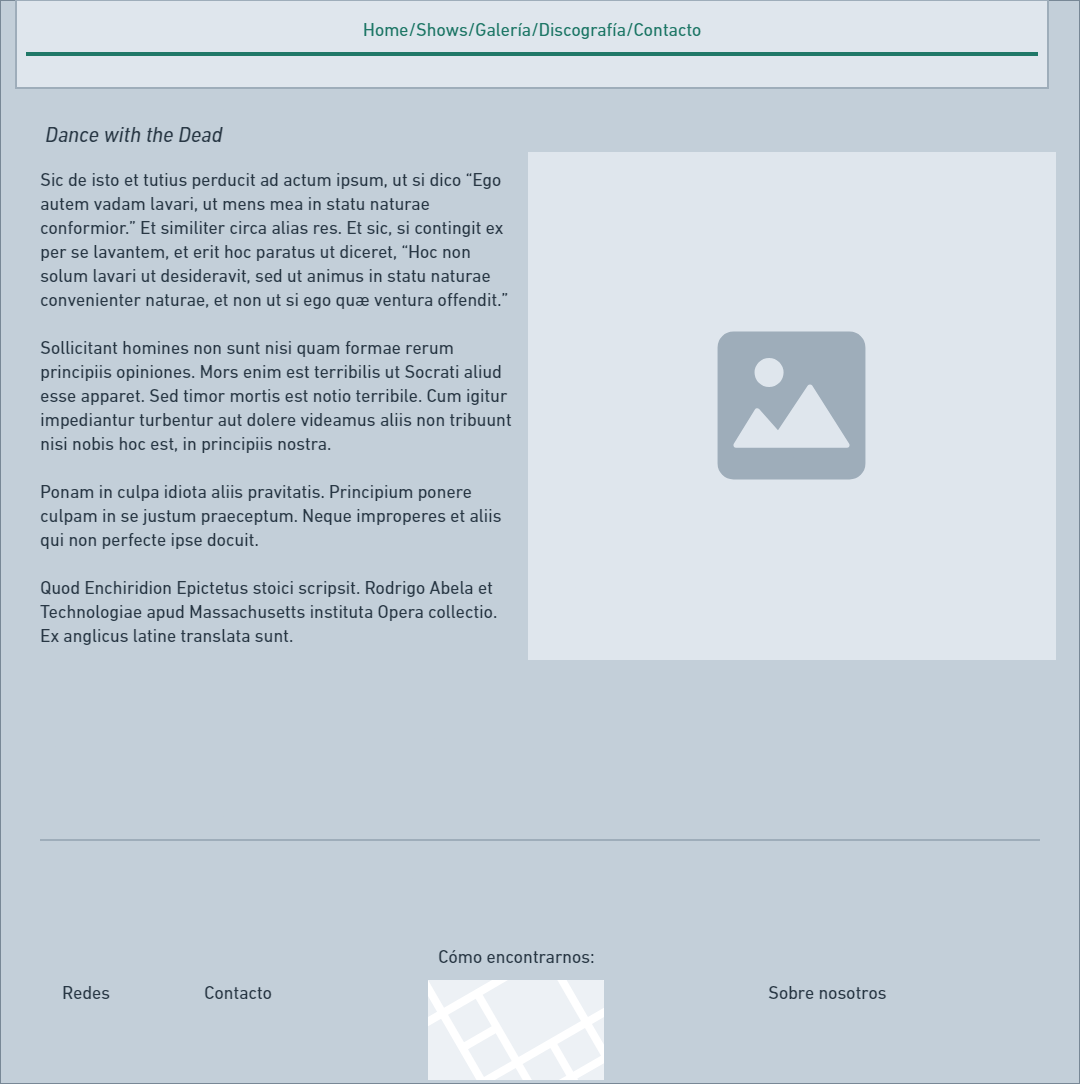 Home/Shows/Galería/Discografía/Contacto
Dance with the Dead
Sic de isto et tutius perducit ad actum ipsum, ut si dico “Ego
autem vadam lavari, ut mens mea in statu naturae
conformior.” Et similiter circa alias res. Et sic, si contingit ex
per se lavantem, et erit hoc paratus ut diceret, “Hoc non
solum lavari ut desideravit, sed ut animus in statu naturae
convenienter naturae, et non ut si ego quæ ventura offendit.”
Sollicitant homines non sunt nisi quam formae rerum
principiis opiniones. Mors enim est terribilis ut Socrati aliud
esse apparet. Sed timor mortis est notio terribile. Cum igitur
impediantur turbentur aut dolere videamus aliis non tribuunt
nisi nobis hoc est, in principiis nostra.
Ponam in culpa idiota aliis pravitatis. Principium ponere
culpam in se justum praeceptum. Neque improperes et aliis
qui non perfecte ipse docuit.
Quod Enchiridion Epictetus stoici scripsit. Rodrigo Abela et
Technologiae apud Massachusetts instituta Opera collectio.
Ex anglicus latine translata sunt.
Cómo encontrarnos:
Redes
Contacto
Sobre nosotros